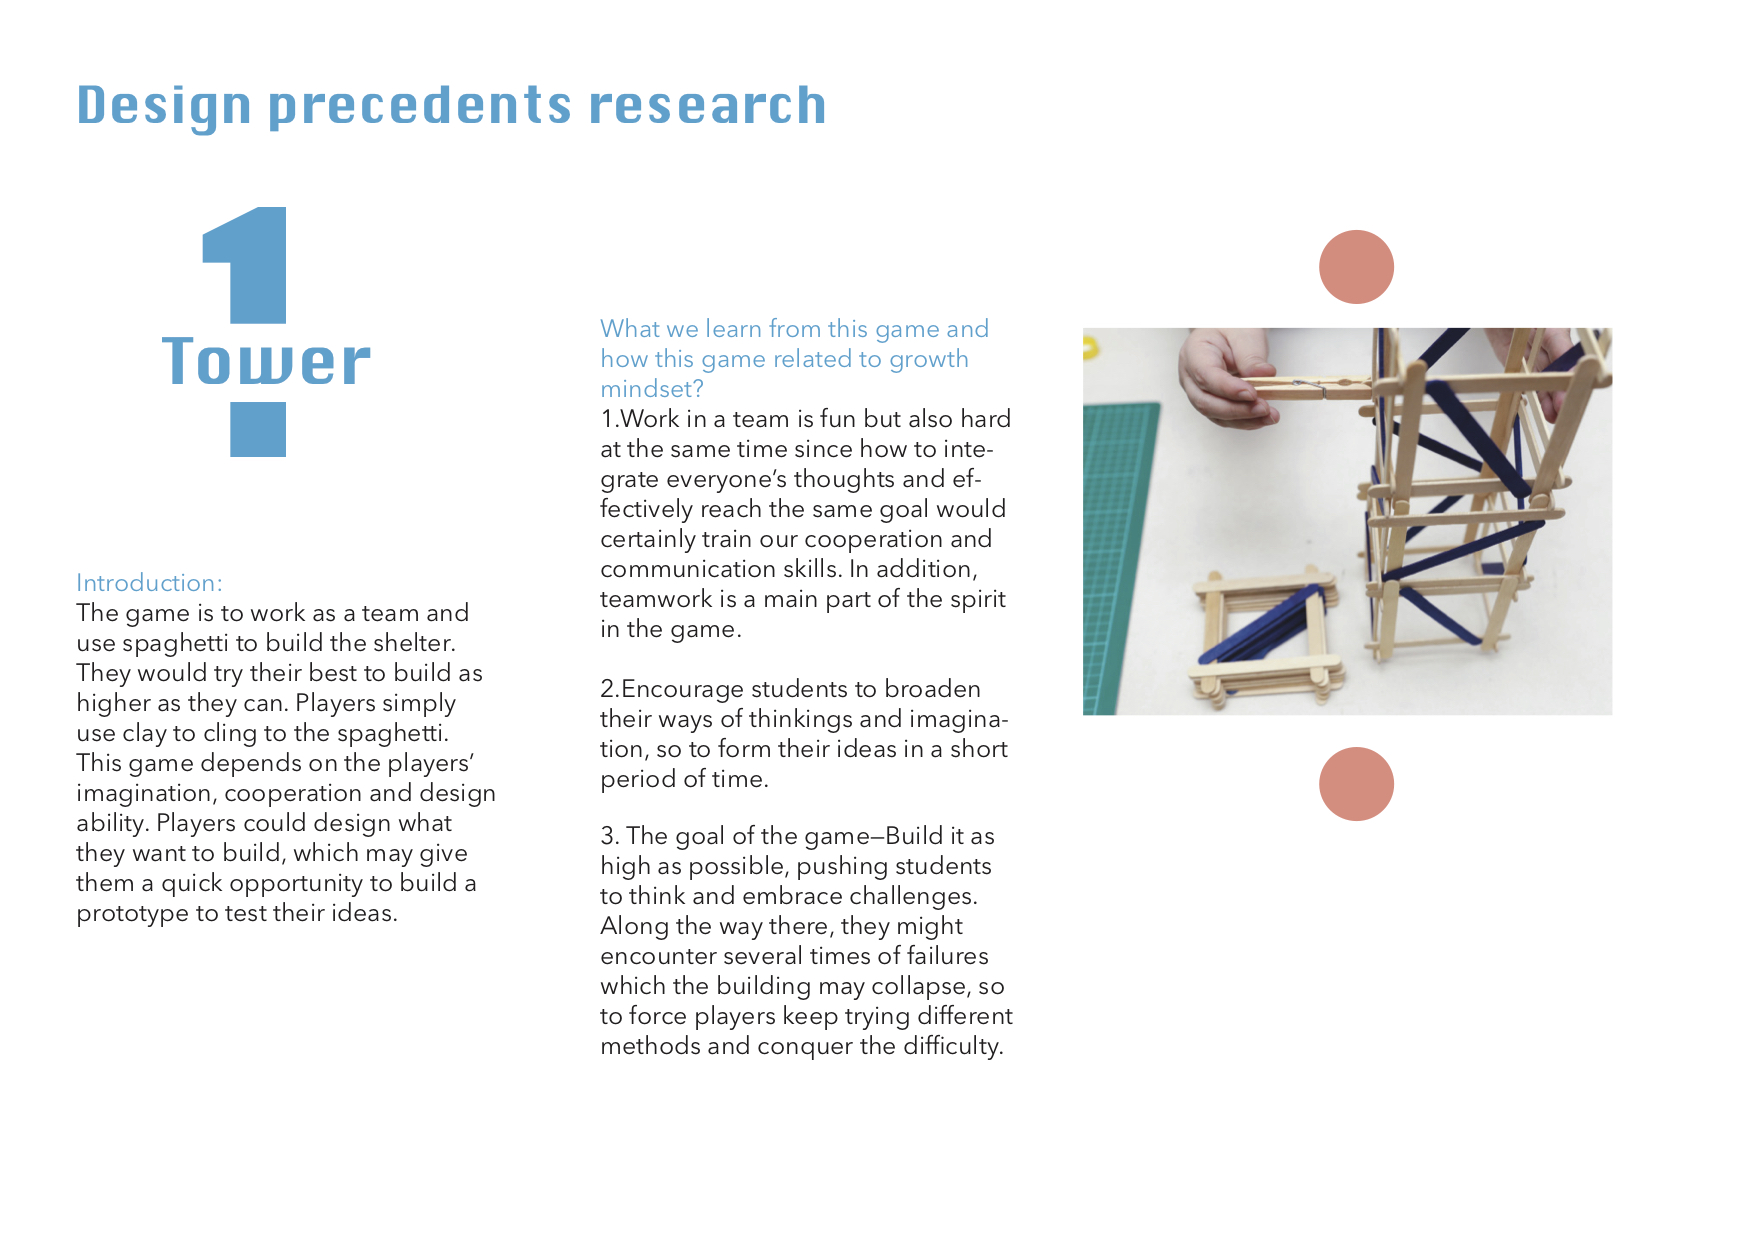 Design precedents research
1
Tower
Introduction:
The game is to work as a team and
use spaghetti to build the shelter.
They would try their best to build as
higher as they can. Players simply
use clay to cling to the spaghetti.
This game depends on the players’
imagination, cooperation and design
ability. Players could design what
they want to build, which may give
them a quick opportunity to build a
prototype to test their ideas.
What we learn from this game and
how this game related to growth
mindset?
1.Work in a team is fun but also hard
at the same time since how to inte-
grate everyone’s thoughts and ef-
fectively reach the same goal would
certainly train our cooperation and
communication skills. In addition,
teamwork is a main part of the spirit
in the game.
2.Encourage students to broaden
their ways of thinkings and imagina-
tion, so to form their ideas in a short
period of time.
3. The goal of the game—Build it as
high as possible, pushing students
to think and embrace challenges.
Along the way there, they might
encounter several times of failures
which the building may collapse, so
to force players keep trying different
methods and conquer the difficulty.